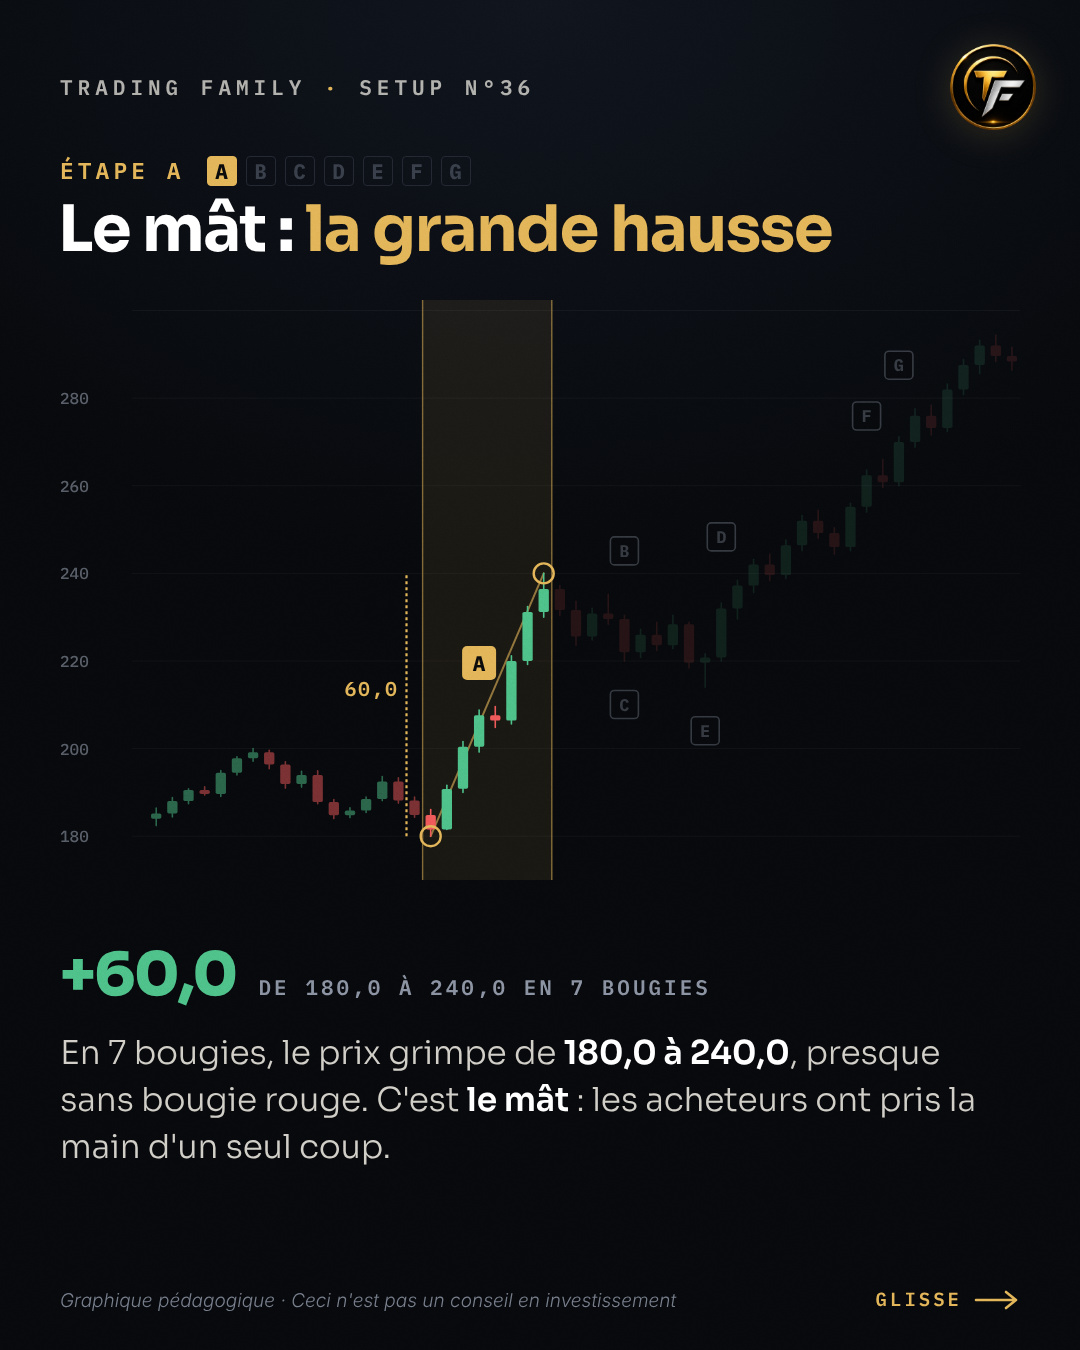 TRADING FAMILY · SETUP N°36
TF
ÉTAPE A A B C D E F G
Le mât : la grande hausse
280
260
240
220
200
180
60,0
A
B
C
D
E
F
G
+60,0 DE 180,0 À 240,0 EN 7 BOUGIES
En 7 bougies, le prix grimpe de 180,0 à 240,0, presque
sans bougie rouge. C'est le mât : les acheteurs ont pris la
main d'un seul coup.
Graphique pédagogique · Ceci n'est pas un conseil en investissement
GLISSE